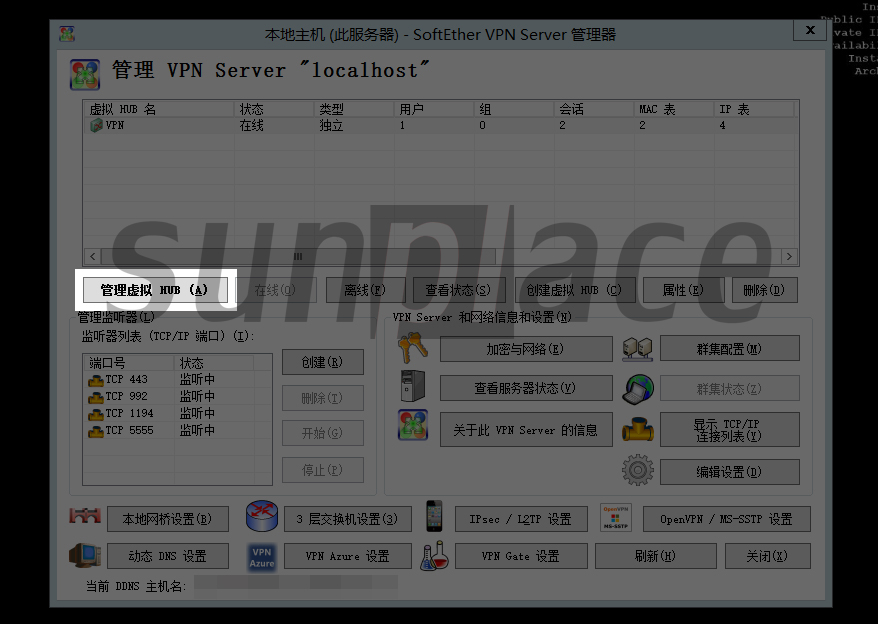 Ins
Public I
本地主机 (此服务器) - SoftEther VPN Server 管理器
X
rivate I
vailabi
管理 VPN Server "localhost"
Insta
Arch
虚拟 HUB 名 状态 类型 用户 组 会话 MAC 表 IP 表
VPN 在线 独立 1 0 2 2 4
sunplace
管理虚拟 HUB (A) 在线(O) 离线(F) 查看状态(S) 创建虚拟 HUB (C) 属性(E) 删除(D)
管理监听器(L)
监听器列表 (TCP/IP 端口) (I):
端口号 状态
TCP 443 监听中
TCP 992 监听中
TCP 1194 监听中
TCP 5555 监听中
创建(R)
删除(T)
开始(G)
停止(P)
VPN Server 和网络信息和设置(N)
加密与网络(E) 群集配置(M)
查看服务器状态(V) 群集状态(Z)
关于此 VPN Server 的信息 显示 TCP/IP
连接列表(Y)
编辑设置(D)
本地网桥设置(B) 3 层交换机设置(3) IPsec / L2TP 设置 OpenVPN MS-SSTP OpenVPN / MS-SSTP 设置
动态 DNS 设置 VPN Azure VPN Azure 设置 VPN Gate 设置 刷新(H) 关闭(X)
当前 DDNS 主机名: